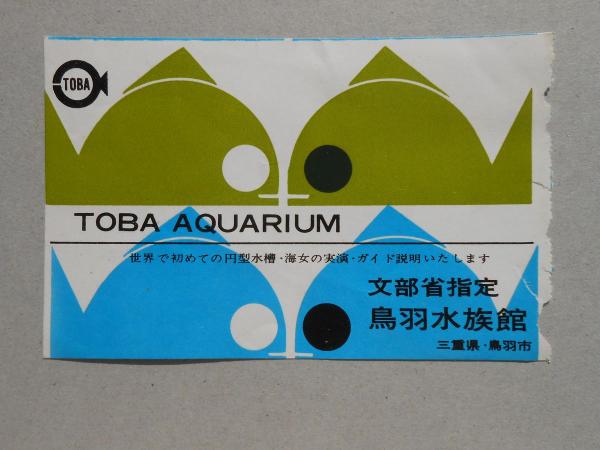 TOBA
TOBA AQUARIUM
世界で初めての円型水槽・海女の実演・ガイド説明いたします
文部省指定
鳥羽水族館
三重県・鳥羽市